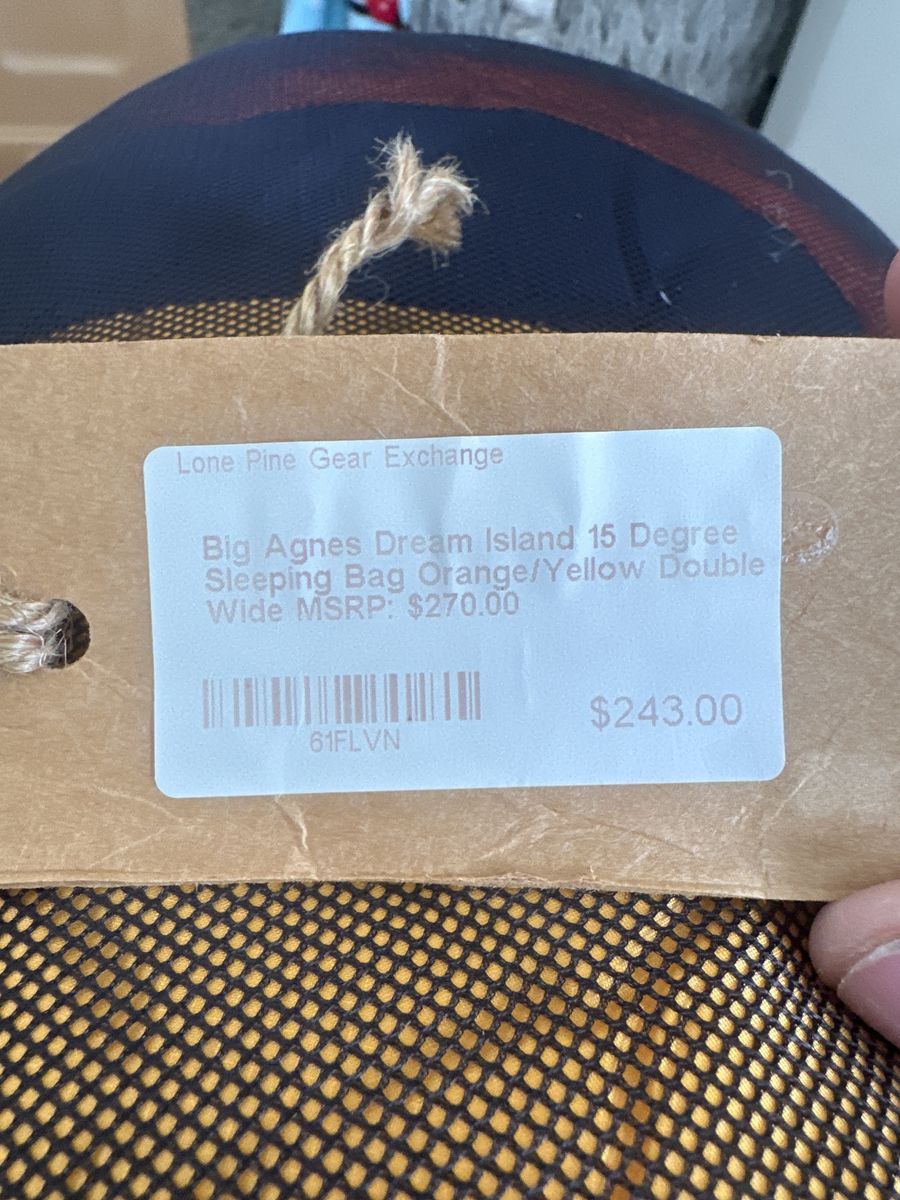 Lone Pine Gear Exchange
Big Agnes Dream Island 15 Degree
Sleeping Bag Orange/Yellow Double
Wide MSRP: $270.00
$243.00
61FLVN